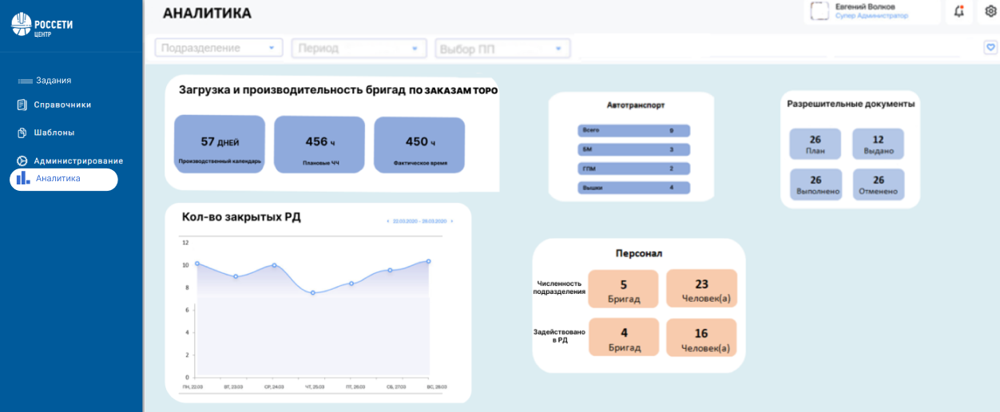 РОССЕТИ
ЦЕНТР
Задания
Справочники
Шаблоны
Администрирование
Аналитика
АНАЛИТИКА
Евгений Волков
Супер Администратор
Подразделение
Период
Выбор ПП
Загрузка и производительность бригад ПО ЗАКАЗАМ ТОРО
57 ДНЕЙ
Производственный календарь
456 ч
Плановые ЧЧ
450 ч
Фактическое время
Автотранспорт
Всего 9
БМ 3
ГПМ 2
Вышки 4
Разрешительные документы
26
План
12
Выдано
26
Выполнено
26
Отменено
Кол-во закрытых РД
22.03.2020 - 28.03.2020
12
10
8
6
4
2
0
ПН, 22.03
ВТ, 23.03
СР, 24.03
ЧТ, 25.03
ПТ, 26.03
СБ, 27.03
ВС, 28.03
Персонал
Численность
подразделения
5
Бригад
23
Человек(а)
Задействовано
в РД
4
Бригад
16
Человек(а)